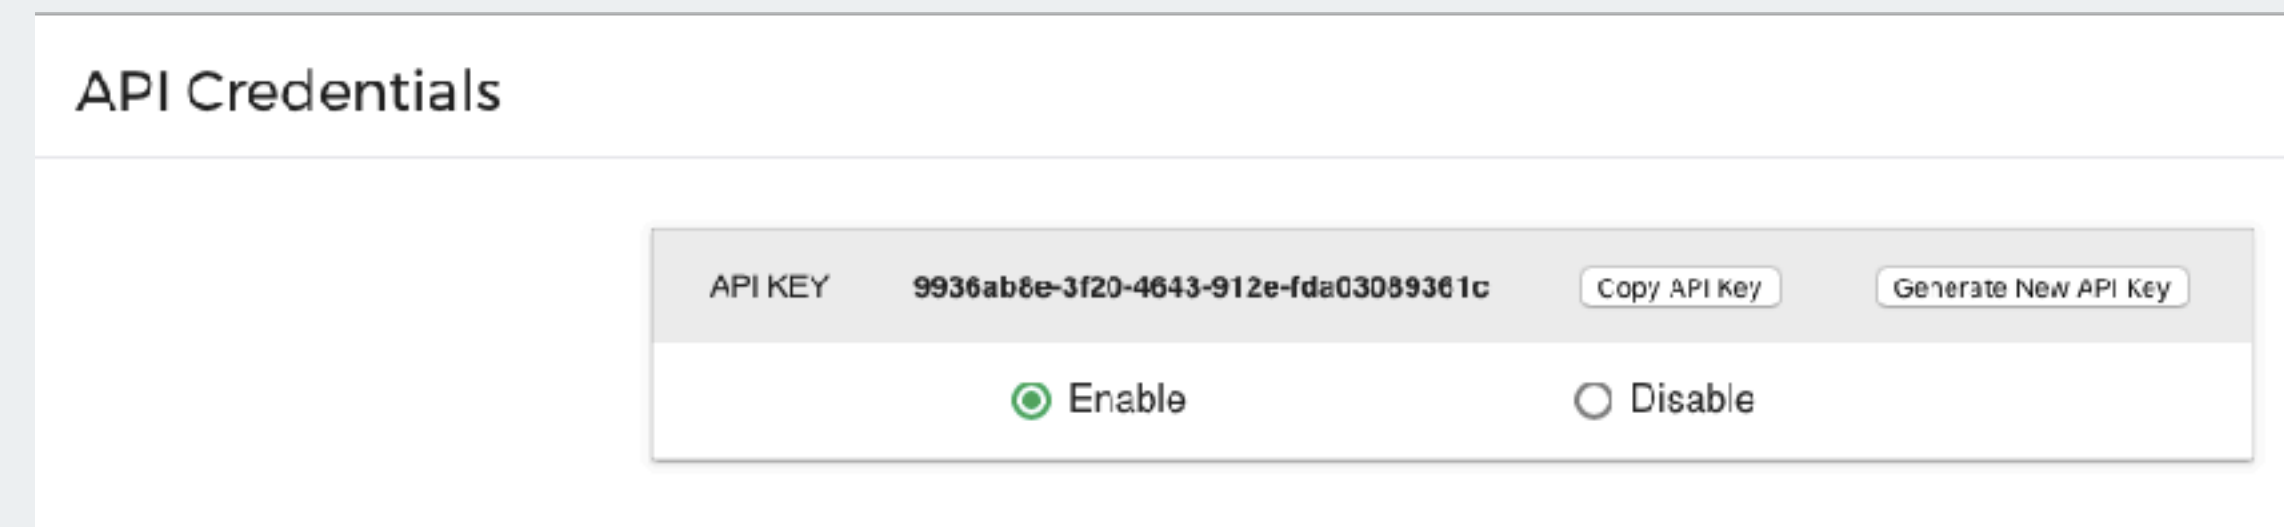 API Credentials
API KEY 9936ab8e-3f20-4643-912e-fda03089361c Copy API Key Generate New API Key
Enable Disable